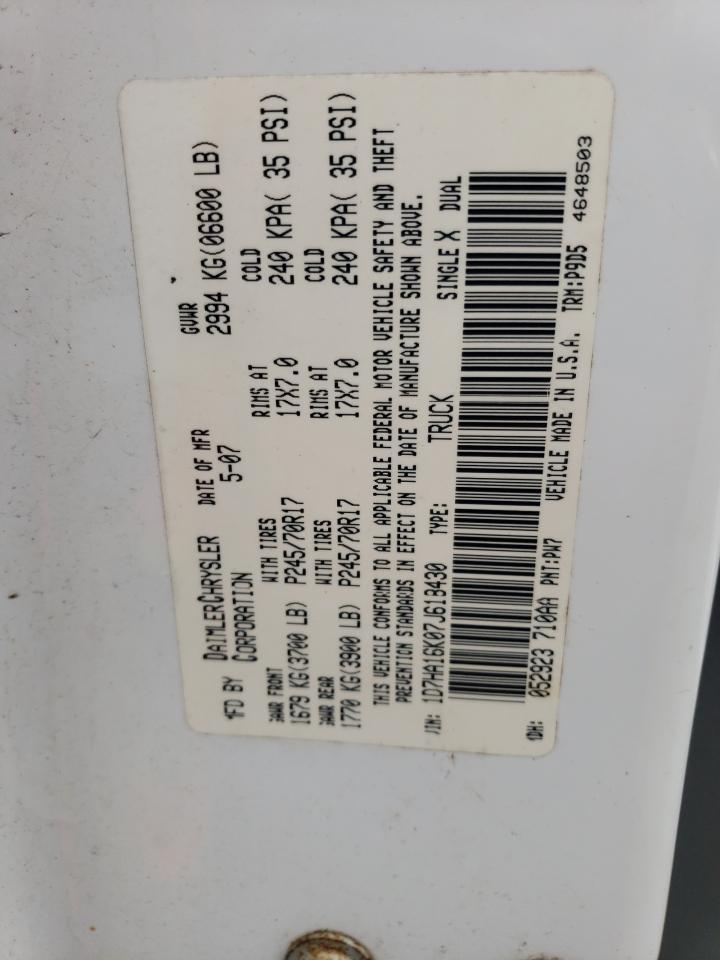 MFD BY DAIMLERCHRYSLER CORPORATION DATE OF MFR 5-07 GVWR 2994 KG(06600 LB)
GAWR FRONT WITH TIRES RIMS AT COLD
1679 KG(3700 LB) P245/70R17 17X7.0 240 KPA( 35 PSI)
GAWR REAR WITH TIRES RIMS AT COLD
1770 KG(3900 LB) P245/70R17 17X7.0 240 KPA( 35 PSI)
THIS VEHICLE CONFORMS TO ALL APPLICABLE FEDERAL MOTOR VEHICLE SAFETY AND THEFT
PREVENTION STANDARDS IN EFFECT ON THE DATE OF MANUFACTURE SHOWN ABOVE.
VIN: 1D7HA16K07J61B430 TYPE: TRUCK SINGLE X DUAL
MDH: 052923 710AA PNT:PW7 VEHICLE MADE IN U.S.A. TRM:P9D5
4648503